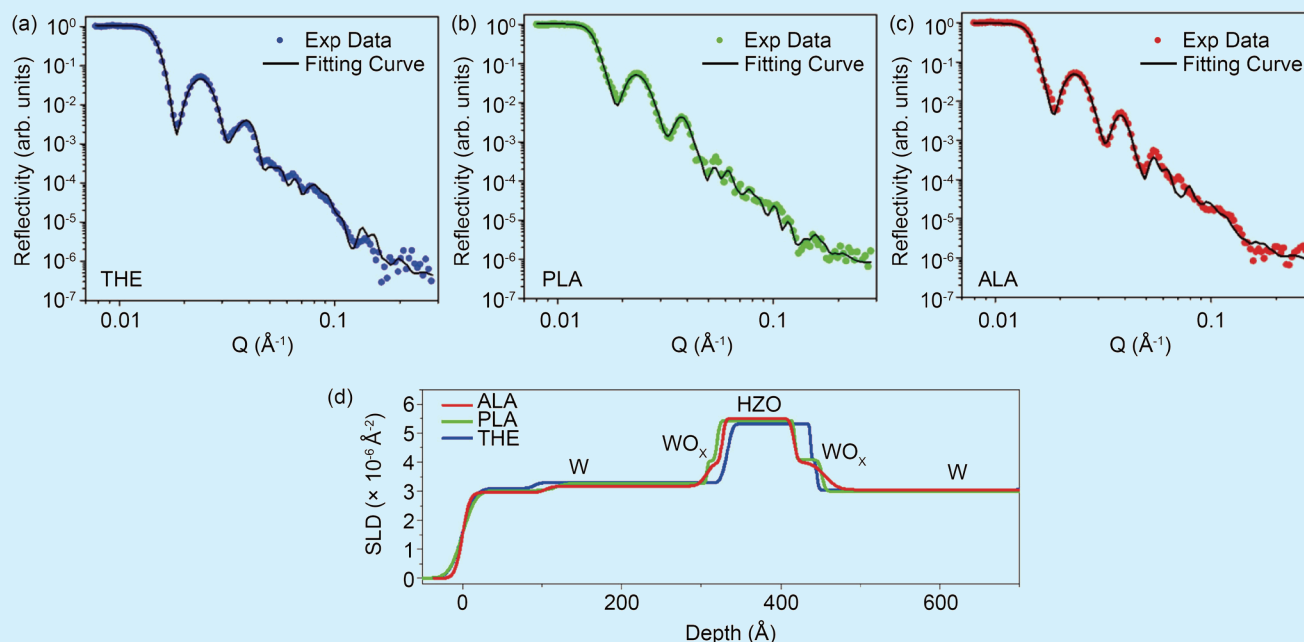 (a)
10⁰
10⁻¹
10⁻²
10⁻³
10⁻⁴
10⁻⁵
10⁻⁶
10⁻⁷
Reflectivity (arb. units)
Exp Data
Fitting Curve
THE
0.01 0.1
Q (Å⁻¹)
(b)
10⁰
10⁻¹
10⁻²
10⁻³
10⁻⁴
10⁻⁵
10⁻⁶
10⁻⁷
Reflectivity (arb. units)
Exp Data
Fitting Curve
PLA
0.01 0.1
Q (Å⁻¹)
(c)
10⁰
10⁻¹
10⁻²
10⁻³
10⁻⁴
10⁻⁵
10⁻⁶
10⁻⁷
Reflectivity (arb. units)
Exp Data
Fitting Curve
ALA
0.01 0.1
Q (Å⁻¹)
(d)
6
5
4
3
2
1
0
SLD (× 10⁻⁶ Å⁻²)
ALA
PLA
THE
W
WOₓ
HZO
WOₓ
W
0 200 400 600
Depth (Å)